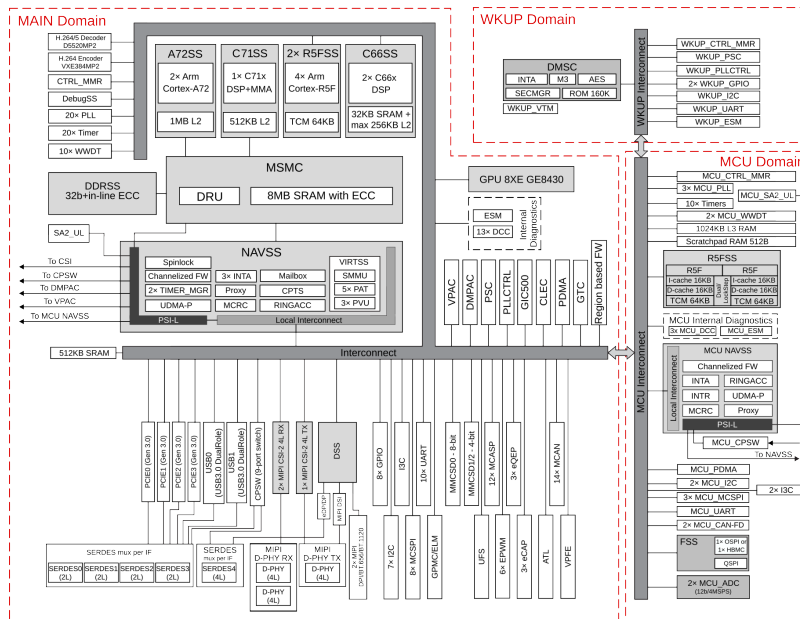 MAIN Domain
H.264/5 Decoder
D5520MP2
H.264 Encoder
VXE384MP2
CTRL_MMR
DebugSS
20× PLL
20× Timer
10× WWDT
A72SS
2× Arm
Cortex-A72
1MB L2
C71SS
1× C71x
DSP+MMA
512KB L2
2× R5FSS
4× Arm
Cortex-R5F
TCM 64KB
C66SS
2× C66x
DSP
32KB SRAM +
max 256KB L2
MSMC
DRU
8MB SRAM with ECC
DDRSS
32b+in-line ECC
SA2_UL
To CSI
To CPSW
To DMPAC
To VPAC
To MCU NAVSS
NAVSS
Spinlock
Channelized FW
2× TIMER_MGR
UDMA-P
3× INTA
Proxy
MCRC
Mailbox
CPTS
RINGACC
VIRTSS
SMMU
5× PAT
3× PVU
PSI-L
Local Interconnect
512KB SRAM
Interconnect
GPU 8XE GE8430
ESM
13× DCC
Internal
Diagnostics
VPAC
DMPAC
PSC
PLLCTRL
GIC500
CLEC
PDMA
GTC
Region based FW
PCIE0 (Gen 3.0)
PCIE1 (Gen 3.0)
PCIE2 (Gen 3.0)
PCIE3 (Gen 3.0)
USB0
(USB3.0 DualRole)
USB1
(USB3.0 DualRole)
CPSW (9-port switch)
2× MIPI CSI-2 4L RX
1× MIPI CSI-2 4L TX
DSS
eDP/DP
MIPI DSI
2× MIPI
DPI/BT.656/BT 1120
8× GPIO
I3C
10× UART
7× I2C
8× MCSPI
GPMC/ELM
MMCSD0 - 8-bit
MMCSD1/2 - 4-bit
12× MCASP
3× eQEP
14× MCAN
UFS
6× EPWM
3× eCAP
ATL
VPFE
SERDES mux per IF
SERDES0
(2L)
SERDES1
(2L)
SERDES2
(2L)
SERDES3
(2L)
SERDES
mux per IF
SERDES4
(4L)
MIPI
D-PHY RX
D-PHY
(4L)
D-PHY
(4L)
MIPI
D-PHY TX
D-PHY
(4L)
WKUP Domain
DMSC
INTA
M3
AES
SECMGR
ROM 160K
WKUP_VTM
WKUP Interconnect
WKUP_CTRL_MMR
WKUP_PSC
WKUP_PLLCTRL
2× WKUP_GPIO
WKUP_I2C
WKUP_UART
WKUP_ESM
MCU Domain
MCU Interconnect
MCU_CTRL_MMR
3× MCU_PLL
MCU_SA2_UL
10× Timers
2× MCU_WWDT
1024KB L3 RAM
Scratchpad RAM 512B
R5FSS
R5F
I-cache 16KB
D-cache 16KB
TCM 64KB
Dual/
LockStep
R5F
I-cache 16KB
D-cache 16KB
TCM 64KB
MCU Internal Diagnostics
3× MCU_DCC
MCU_ESM
MCU NAVSS
Local Interconnect
Channelized FW
INTA
RINGACC
INTR
UDMA-P
MCRC
Proxy
PSI-L
MCU_CPSW
To NAVSS
MCU_PDMA
2× MCU_I2C
2× I3C
3× MCU_MCSPI
MCU_UART
2× MCU_CAN-FD
FSS
1× OSPI or
1× HBMC
QSPI
2× MCU_ADC
(12b/4MSPS)